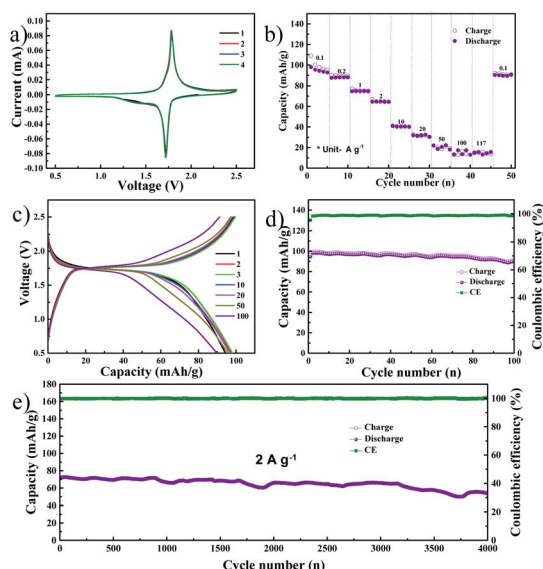 a)
Current (mA)
0.10
0.08
0.06
0.04
0.02
0.00
-0.02
-0.04
-0.06
-0.08
-0.10
0.5 1.0 1.5 2.0 2.5
Voltage (V)
1
2
3
4
b)
Capacity (mAh/g)
140
120
100
80
60
40
20
0
0 10 20 30 40 50
Cycle number (n)
Charge
Discharge
0.1
0.2
1
2
10
20
50
100
117
0.1
* Unit- A g-1
c)
Voltage (V)
2.5
2.0
1.5
1.0
0.5
0 20 40 60 80 100
Capacity (mAh/g)
1
2
3
10
20
50
100
d)
Capacity (mAh/g)
140
120
100
80
60
40
20
0
0 20 40 60 80 100
Cycle number (n)
Charge
Discharge
CE
100
80
60
40
20
0
Coulombic efficiency (%)
e)
Capacity (mAh/g)
180
160
140
120
100
80
60
40
20
0
0 500 1000 1500 2000 2500 3000 3500 4000
Cycle number (n)
2 A g-1
Charge
Discharge
CE
100
80
60
40
20
0
Coulombic efficiency (%)